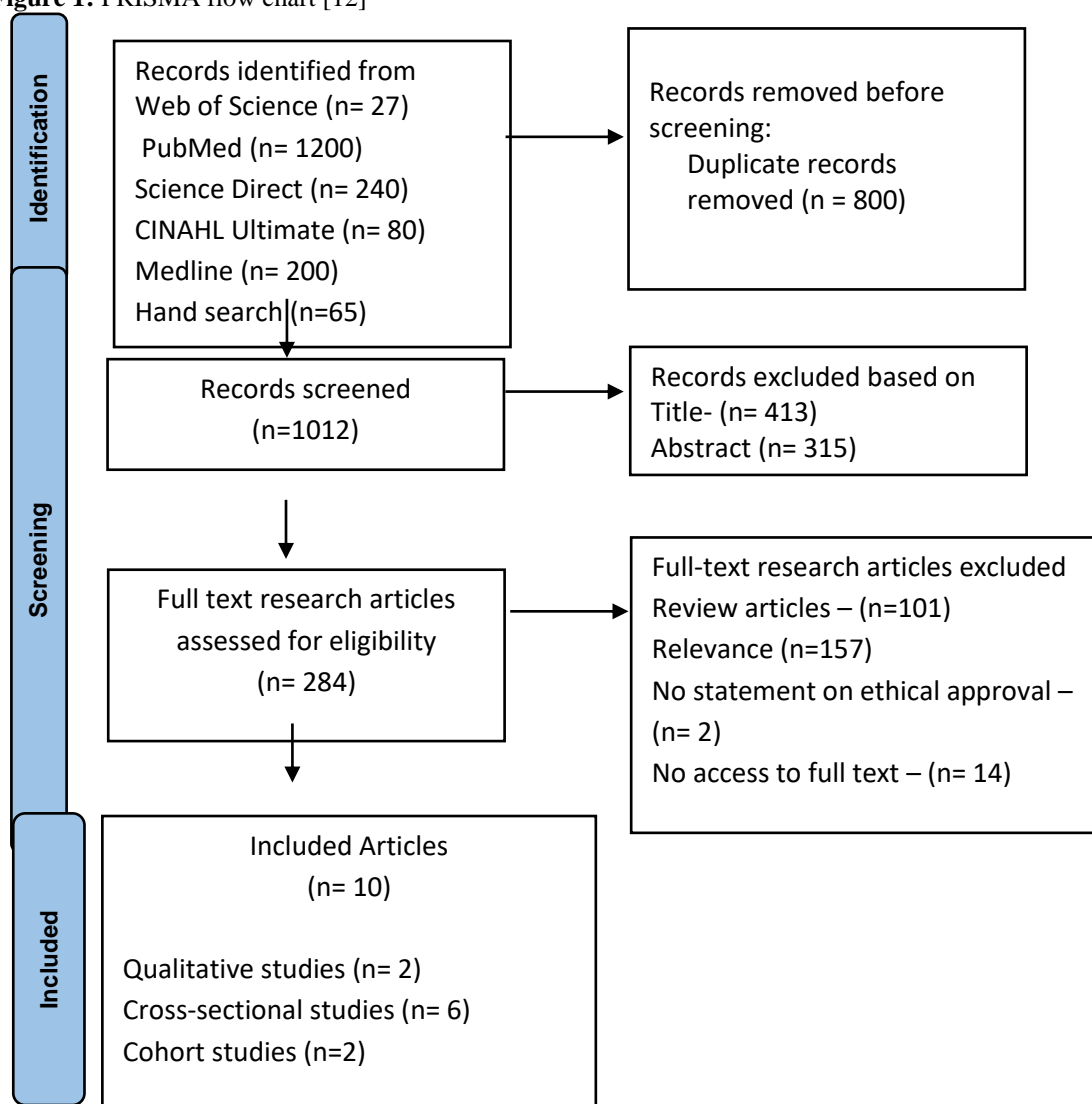 Figure 1: PRISMA flow chart [12]
Identification
Records identified from
Web of Science (n= 27)
PubMed (n= 1200)
Science Direct (n= 240)
CINAHL Ultimate (n= 80)
Medline (n= 200)
Hand search (n=65)
Records removed before
screening:
Duplicate records
removed (n = 800)
Screening
Records screened
(n=1012)
Records excluded based on
Title- (n= 413)
Abstract (n= 315)
Full text research articles
assessed for eligibility
(n= 284)
Full-text research articles excluded
Review articles – (n=101)
Relevance (n=157)
No statement on ethical approval –
(n= 2)
No access to full text – (n= 14)
Included
Included Articles
(n= 10)
Qualitative studies (n= 2)
Cross-sectional studies (n= 6)
Cohort studies (n=2)